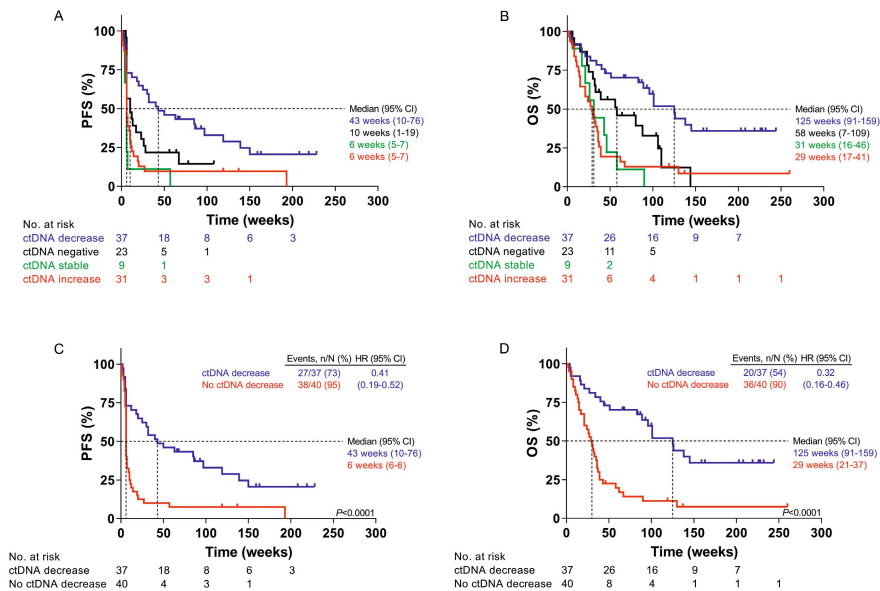 A
PFS (%)
100
75
50
25
0
0 50 100 150 200 250 300
Time (weeks)
Median (95% CI)
43 weeks (10-76)
10 weeks (1-19)
6 weeks (5-7)
6 weeks (5-7)
No. at risk
ctDNA decrease 37 18 8 6 3
ctDNA negative 23 5 1
ctDNA stable 9 1
ctDNA increase 31 3 3 1
B
OS (%)
100
75
50
25
0
0 50 100 150 200 250 300
Time (weeks)
Median (95% CI)
125 weeks (91-159)
58 weeks (7-109)
31 weeks (16-46)
29 weeks (17-41)
No. at risk
ctDNA decrease 37 26 16 9 7
ctDNA negative 23 11 5
ctDNA stable 9 2
ctDNA increase 31 6 4 1 1 1
C
Events, n/N (%) HR (95% CI)
ctDNA decrease 27/37 (73) 0.41
No ctDNA decrease 38/40 (95) (0.19-0.52)
PFS (%)
100
75
50
25
0
0 50 100 150 200 250 300
Time (weeks)
Median (95% CI)
43 weeks (10-76)
6 weeks (6-6)
P<0.0001
No. at risk
ctDNA decrease 37 18 8 6 3
No ctDNA decrease 40 4 3 1
D
Events, n/N (%) HR (95% CI)
ctDNA decrease 20/37 (54) 0.32
No ctDNA decrease 36/40 (90) (0.16-0.46)
OS (%)
100
75
50
25
0
0 50 100 150 200 250 300
Time (weeks)
Median (95% CI)
125 weeks (91-159)
29 weeks (21-37)
P<0.0001
No. at risk
ctDNA decrease 37 26 16 9 7
No ctDNA decrease 40 8 4 1 1 1